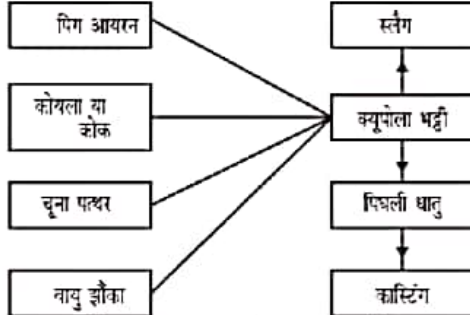 पिग आयरन
स्लैग
कोयला या
कोक
क्यूपोला भट्टी
चूना पत्थर
पिघली धातु
वायु झौंका
कास्टिंग